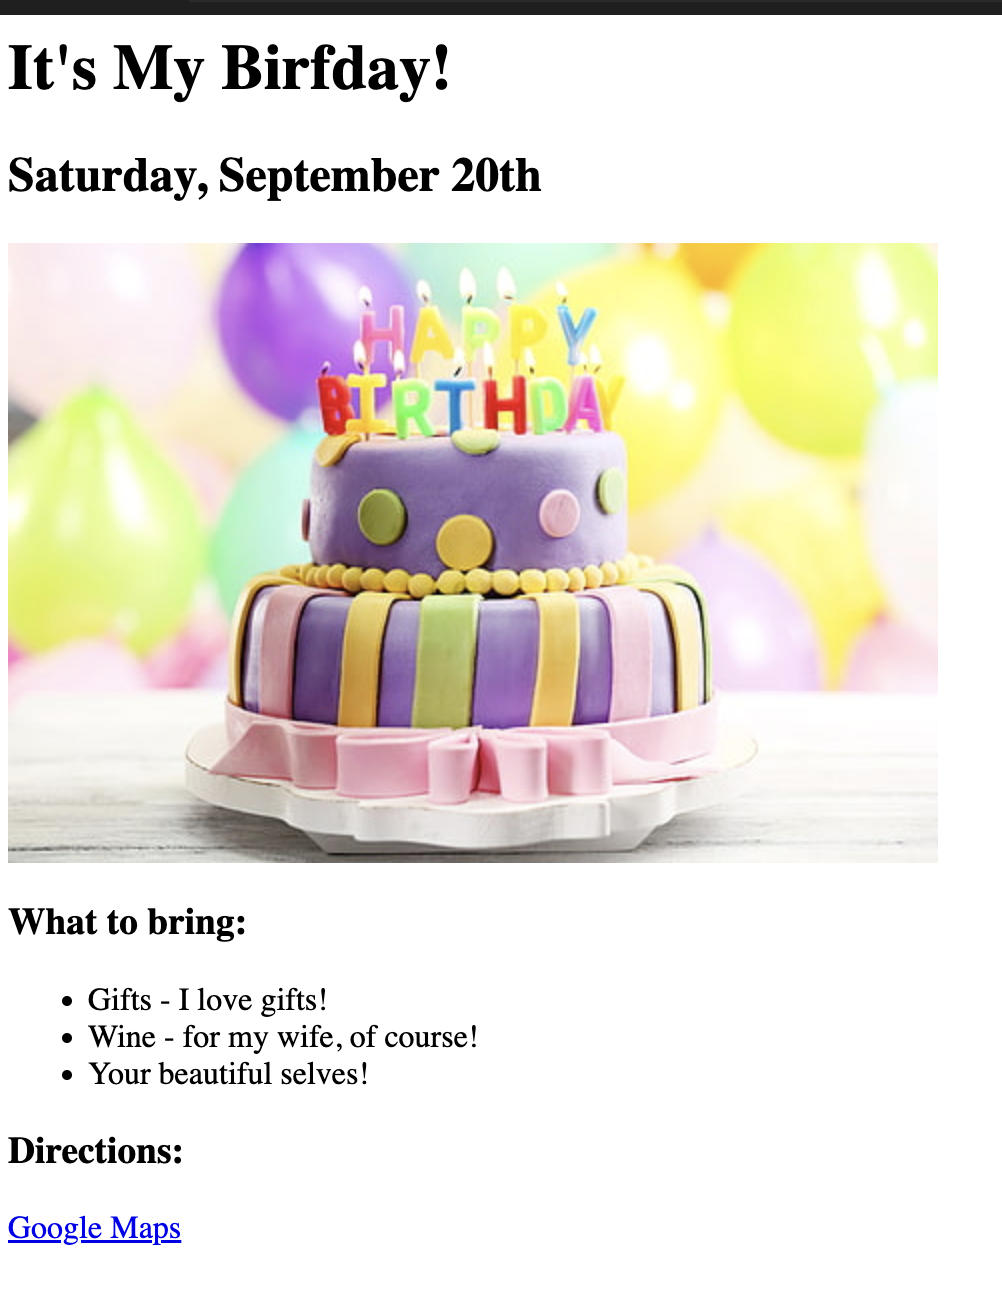 It's My Birfday!
Saturday, September 20th
HAPPY
BIRTHDAY
What to bring:
Gifts - I love gifts!
Wine - for my wife, of course!
Your beautiful selves!
Directions:
Google Maps